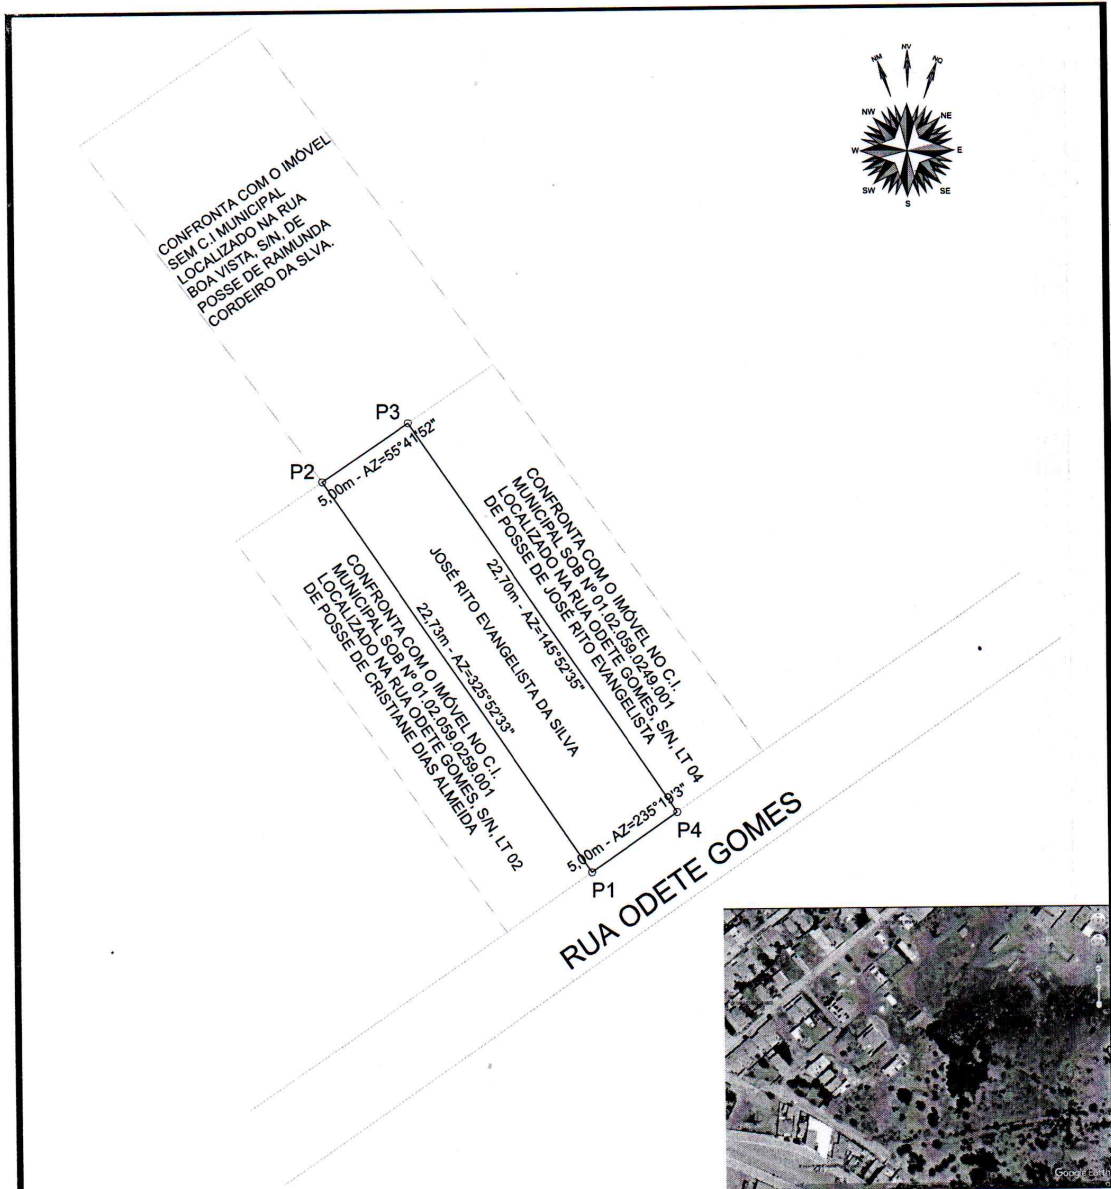 NM
NV
NQ
NW
NE
W
E
SW
SE
S
CONFRONTA COM O IMÓVEL
SEM C.I MUNICIPAL
LOCALIZADO NA RUA
BOA VISTA, S/N, DE
POSSE DE RAIMUNDA
CORDEIRO DA SLVA.
P3
P2
5,00m - AZ=55°41'52"
CONFRONTA COM O IMÓVEL NO C.I.
MUNICIPAL SOB Nº 01.02.059.0249.001
LOCALIZADO NA RUA ODETE GOMES, S/N, LT 04
DE POSSE DE JOSÉ RITO EVANGELISTA
22,70m - AZ=145°52'35"
JOSÉ RITO EVANGELISTA DA SILVA
22,73m - AZ=325°52'33"
CONFRONTA COM O IMÓVEL NO C.I.
MUNICIPAL SOB Nº 01.02.059.0259.001
LOCALIZADO NA RUA ODETE GOMES, S/N, LT 02
DE POSSE DE CRISTIANE DIAS ALMEIDA
5,00m - AZ=235°19'3"
P4
P1
RUA ODETE GOMES
Google earth